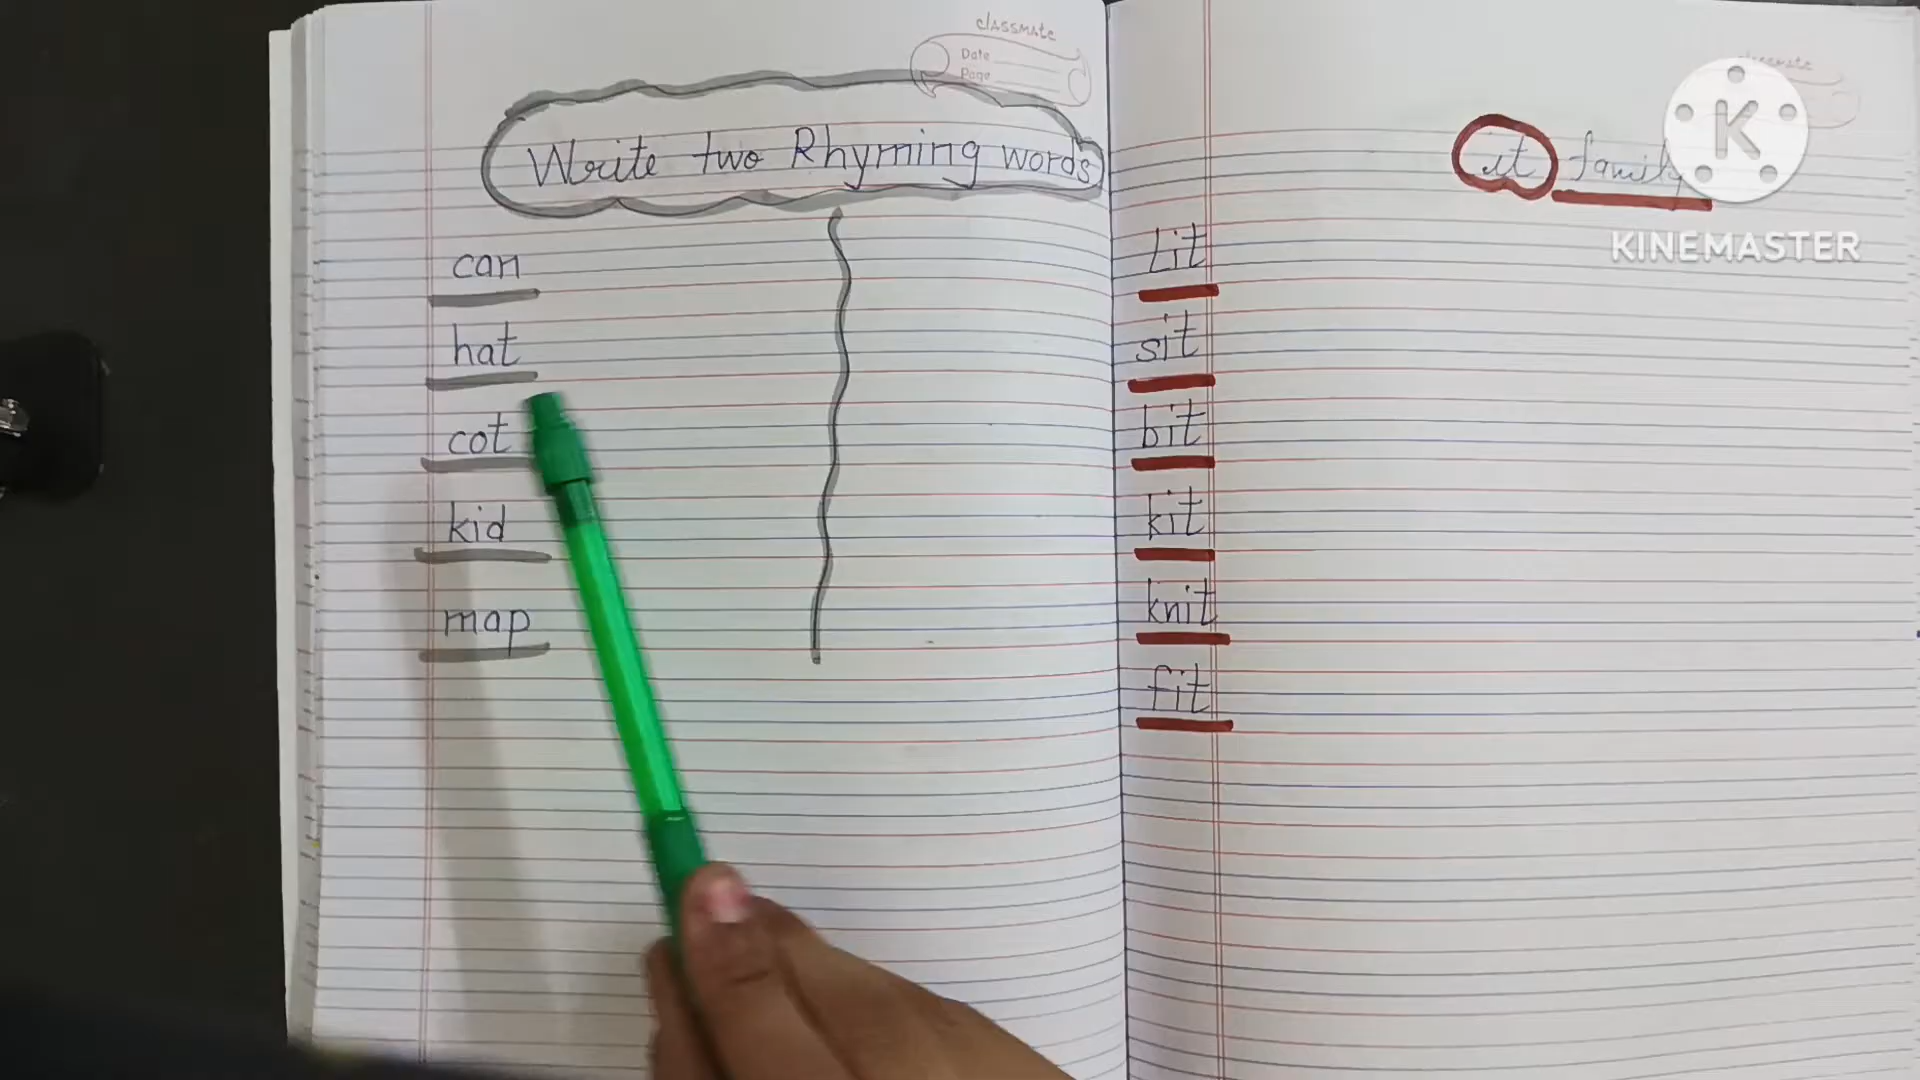 classmate
Date
Page
Write two Rhyming words
can
hat
cot
kid
map
classmate
it family
KINEMASTER
Lit
sit
bit
kit
knit
fit